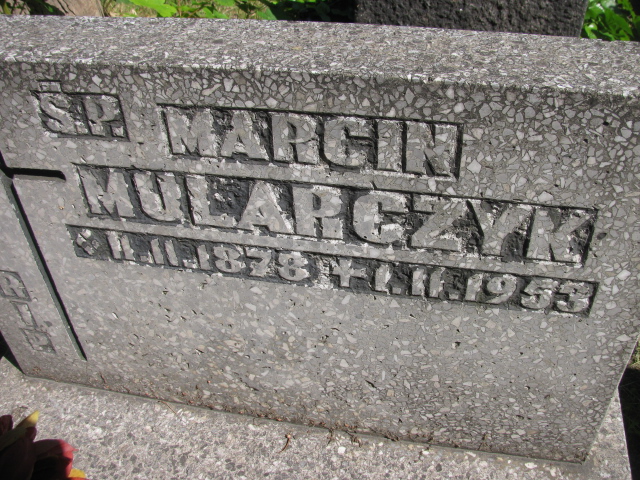 Ś.P. MARCIN
MULARCZYK
* 11.11.1878 + 1.11.1953